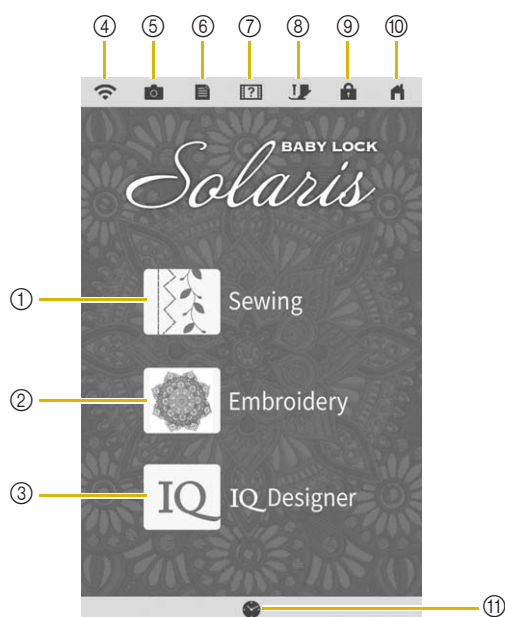 ④ ⑤ ⑥ ⑦ ⑧ ⑨ ⑩
?
BABY LOCK
Solaris
① Sewing
② Embroidery
③ IQ IQ Designer
⑪